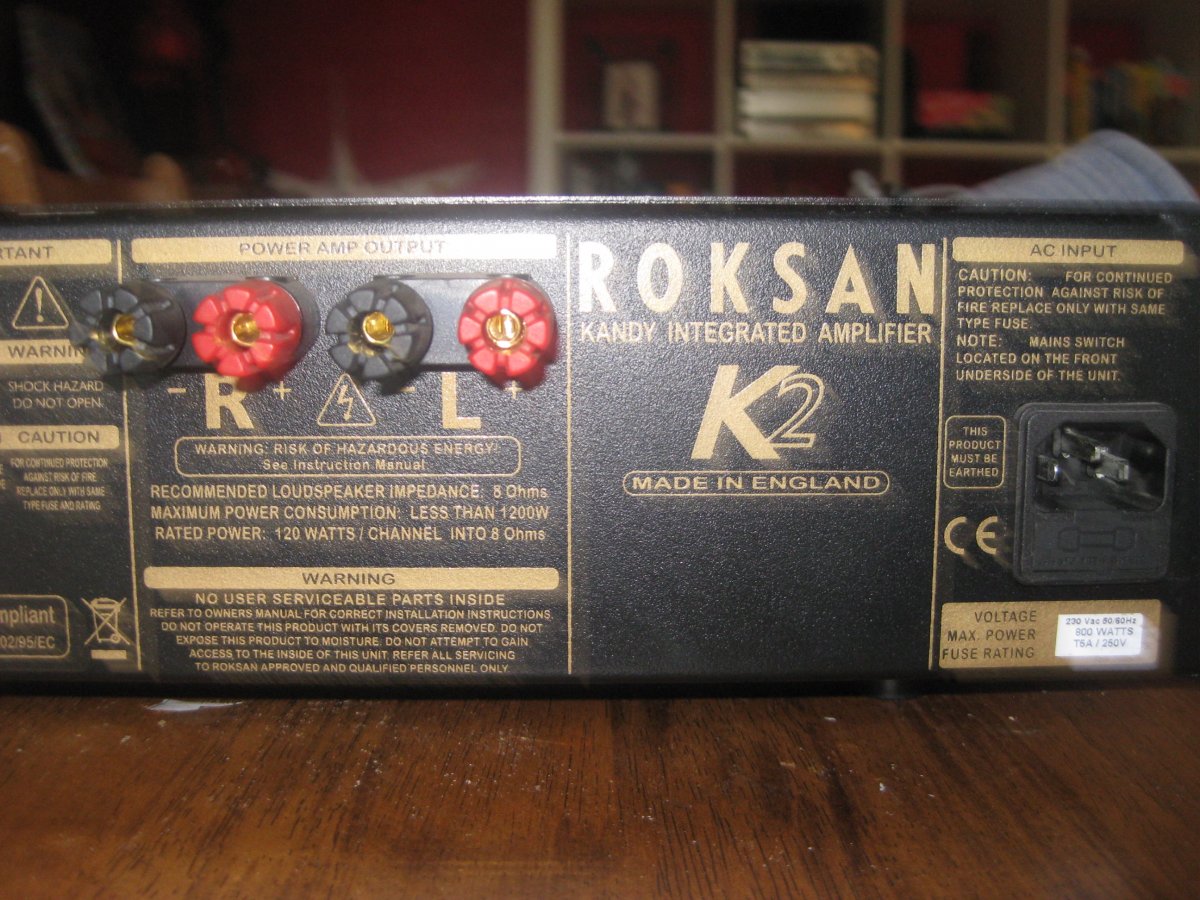 RTANT
WARNIN
SHOCK HAZARD
DO NOT OPEN.
CAUTION
FOR CONTINUED PROTECTION
AGAINST RISK OF FIRE
REPLACE ONLY WITH SAME
TYPE FUSE AND RATING
mpliant
02/95/EC
POWER AMP OUTPUT
- R + - L +
WARNING: RISK OF HAZARDOUS ENERGY!
See Instruction Manual
RECOMMENDED LOUDSPEAKER IMPEDANCE: 8 Ohms
MAXIMUM POWER CONSUMPTION: LESS THAN 1200W
RATED POWER: 120 WATTS / CHANNEL INTO 8 Ohms
WARNING
NO USER SERVICEABLE PARTS INSIDE
REFER TO OWNERS MANUAL FOR CORRECT INSTALLATION INSTRUCTIONS
DO NOT OPERATE THIS PRODUCT WITH ITS COVERS REMOVED. DO NOT
EXPOSE THIS PRODUCT TO MOISTURE. DO NOT ATTEMPT TO GAIN
ACCESS TO THE INSIDE OF THIS UNIT. REFER ALL SERVICING
TO ROKSAN APPROVED AND QUALIFIED PERSONNEL ONLY.
ROKSAN
KANDY INTEGRATED AMPLIFIER
K2
MADE IN ENGLAND
AC INPUT
CAUTION: FOR CONTINUED
PROTECTION AGAINST RISK OF
FIRE REPLACE ONLY WITH SAME
TYPE FUSE.
NOTE: MAINS SWITCH
LOCATED ON THE FRONT
UNDERSIDE OF THE UNIT.
THIS
PRODUCT
MUST BE
EARTHED
CE
VOLTAGE 230 Vac 50/60Hz
MAX. POWER 800 WATTS
FUSE RATING T5A / 250V